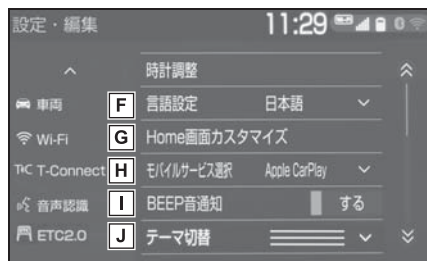 設定・編集 11:29 0
時計調整
車両 F 言語設定 日本語
Wi-Fi G Home画面カスタマイズ
TC T-Connect H モバイルサービス選択 Apple CarPlay
音声認識 I BEEP音通知 する
ETC2.0 J テーマ切替